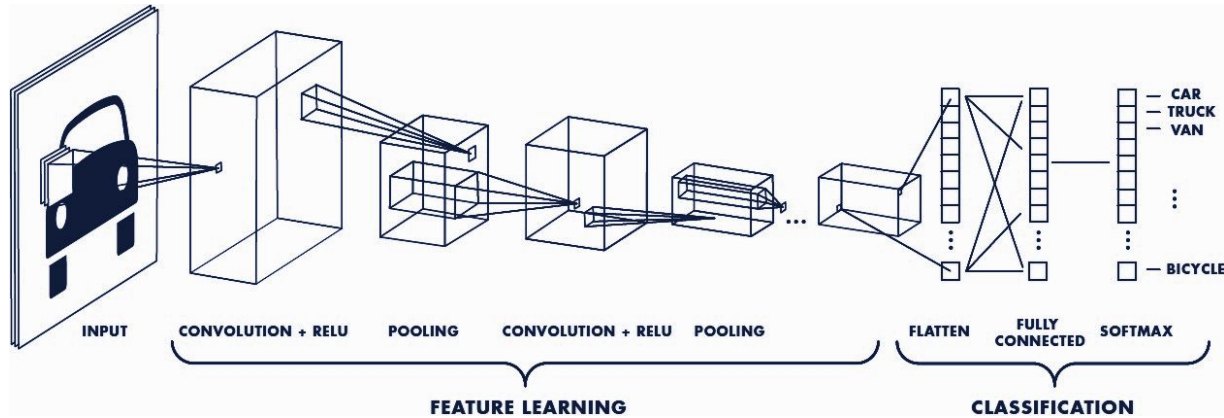 CAR
TRUCK
VAN
...
⋮
⋮
⋮
BICYCLE
INPUT
CONVOLUTION + RELU
POOLING
CONVOLUTION + RELU
POOLING
FLATTEN
FULLY
CONNECTED
SOFTMAX
FEATURE LEARNING
CLASSIFICATION